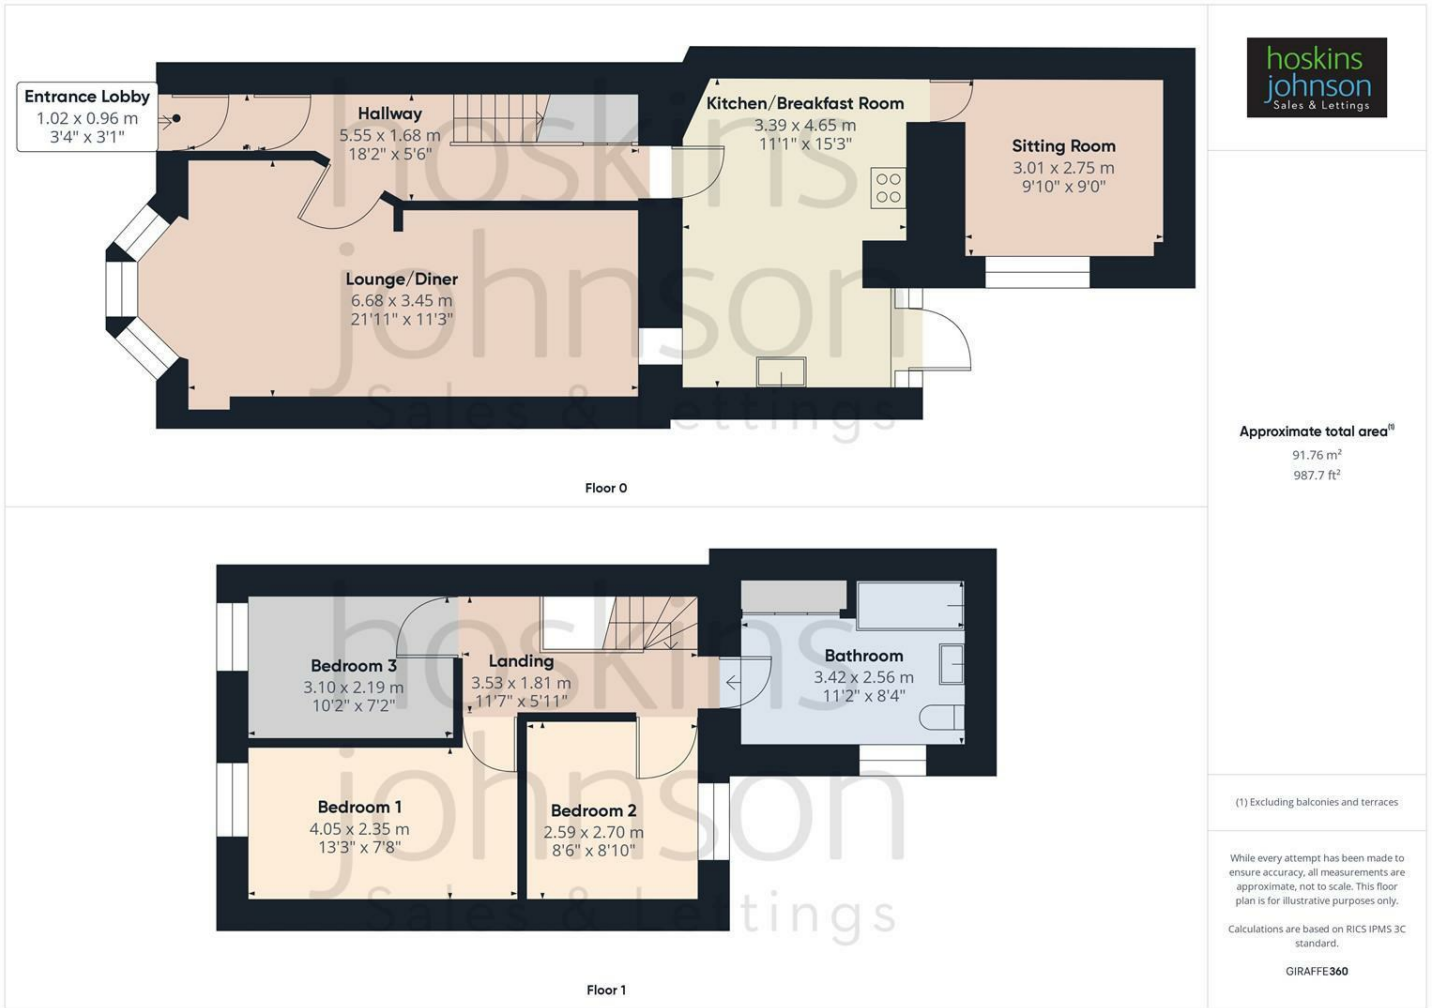 Entrance Lobby
1.02 x 0.96 m
3'4" x 3'1"
Hallway
5.55 x 1.68 m
18'2" x 5'6"
Kitchen/Breakfast Room
3.39 x 4.65 m
11'1" x 15'3"
Sitting Room
3.01 x 2.75 m
9'10" x 9'0"
Lounge/Diner
6.68 x 3.45 m
21'11" x 11'3"
hoskins
johnson
Sales & Lettings
Floor 0
Bedroom 3
3.10 x 2.19 m
10'2" x 7'2"
Landing
3.53 x 1.81 m
11'7" x 5'11"
Bathroom
3.42 x 2.56 m
11'2" x 8'4"
Bedroom 1
4.05 x 2.35 m
13'3" x 7'8"
Bedroom 2
2.59 x 2.70 m
8'6" x 8'10"
hoskins
johnson
Sales & Lettings
Floor 1
hoskins
johnson
Sales & Lettings
Approximate total area(1)
91.76 m²
987.7 ft²
(1) Excluding balconies and terraces
While every attempt has been made to
ensure accuracy, all measurements are
approximate, not to scale. This floor
plan is for illustrative purposes only.
Calculations are based on RICS IPMS 3C
standard.
GIRAFFE360